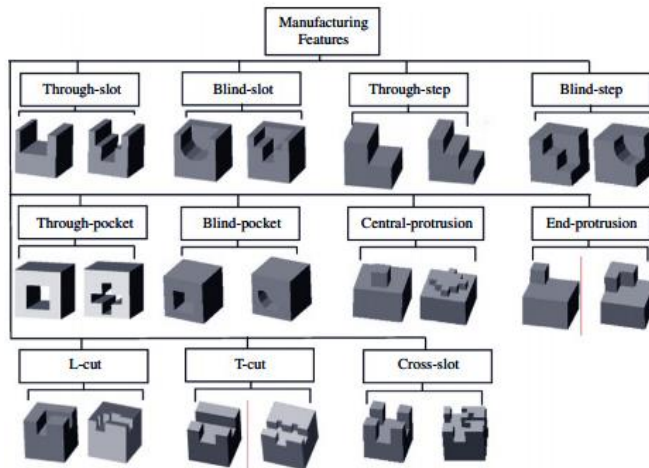 Manufacturing
Features
Through-slot
Blind-slot
Through-step
Blind-step
Through-pocket
Blind-pocket
Central-protrusion
End-protrusion
L-cut
T-cut
Cross-slot